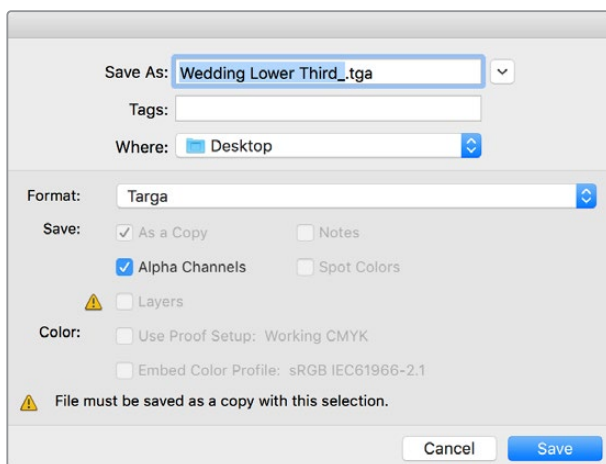 Save As: Wedding Lower Third_.tga
Tags:
Where: Desktop
Format: Targa
Save: As a Copy Notes
Alpha Channels Spot Colors
Layers
Color: Use Proof Setup: Working CMYK
Embed Color Profile: sRGB IEC61966-2.1
File must be saved as a copy with this selection.
Cancel Save